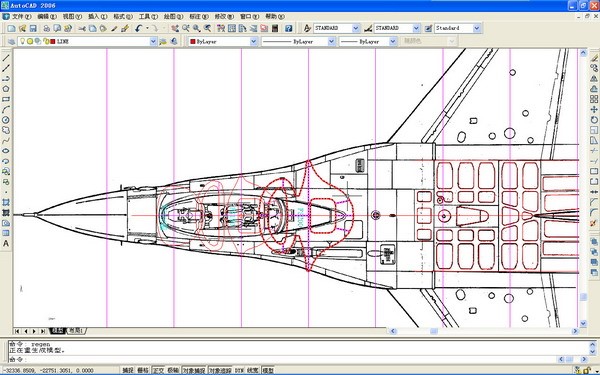 AutoCAD 2006
文件(F) 编辑(E) 视图(V) 插入(I) 格式(O) 工具(T) 绘图(D) 标注(N) 修改(M) 窗口(W) 帮助(H)
STANDARD STANDARD Standard
LINE ByLayer ByLayer ByLayer 随颜色
模型 布局1
命令: regen
正在重生成模型。
命令:
-32336.8509, -22751.3051, 0.0000 捕捉 栅格 正交 极轴 对象捕捉 对象追踪 DYN 线宽 模型